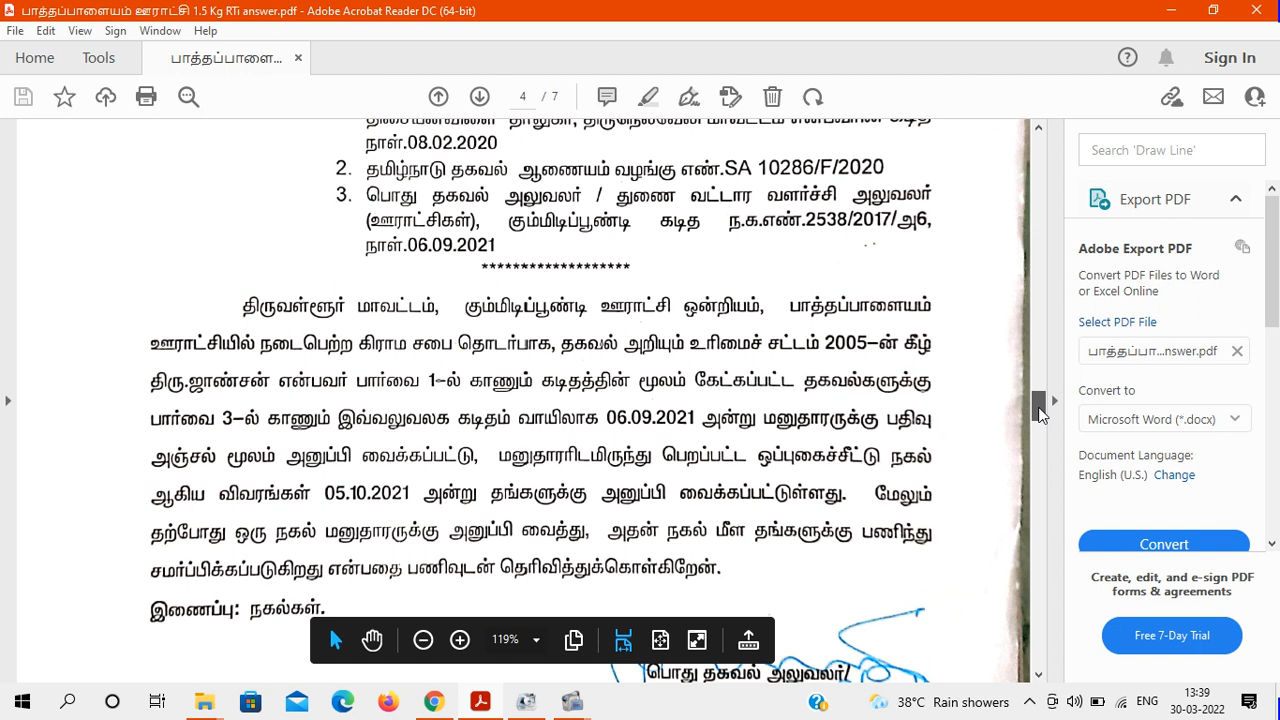 பாத்தப்பாளையம் ஊராட்சி 1.5 Kg RTi answer.pdf - Adobe Acrobat Reader DC (64-bit)
File Edit View Sign Window Help
Home Tools பாத்தப்பாளை... × Sign In
4 / 7
திசையன்விளை தாலுகா, திருநெல்வேலி மாவட்டம் என்பவரின் கடித
நாள்.08.02.2020
2. தமிழ்நாடு தகவல் ஆணையம் வழங்கு எண்.SA 10286/F/2020
3. பொது தகவல் அலுவலர் / துணை வட்டார வளர்ச்சி அலுவலர்
(ஊராட்சிகள்), கும்மிடிப்பூண்டி கடித ந.க.எண்.2538/2017/அ6,
நாள்.06.09.2021
*******************
திருவள்ளூர் மாவட்டம், கும்மிடிப்பூண்டி ஊராட்சி ஒன்றியம், பாத்தப்பாளையம்
ஊராட்சியில் நடைபெற்ற கிராம சபை தொடர்பாக, தகவல் அறியும் உரிமைச் சட்டம் 2005-ன் கீழ்
திரு.ஜான்சன் என்பவர் பார்வை 1-ல் காணும் கடிதத்தின் மூலம் கேட்கப்பட்ட தகவல்களுக்கு
பார்வை 3-ல் காணும் இவ்வலுவலக கடிதம் வாயிலாக 06.09.2021 அன்று மனுதாரருக்கு பதிவு
அஞ்சல் மூலம் அனுப்பி வைக்கப்பட்டு, மனுதாரரிடமிருந்து பெறப்பட்ட ஒப்புகைச்சீட்டு நகல்
ஆகிய விவரங்கள் 05.10.2021 அன்று தங்களுக்கு அனுப்பி வைக்கப்பட்டுள்ளது. மேலும்
தற்போது ஒரு நகல் மனுதாரருக்கு அனுப்பி வைத்து, அதன் நகல் மீள தங்களுக்கு பணிந்து
சமர்ப்பிக்கப்படுகிறது என்பதை பணிவுடன் தெரிவித்துக்கொள்கிறேன்.
இணைப்பு: நகல்கள்.
பொது தகவல் அலுவலர்/
119%
Search 'Draw Line'
Export PDF
Adobe Export PDF
Convert PDF Files to Word
or Excel Online
Select PDF File
பாத்தப்பா...nswer.pdf ×
Convert to
Microsoft Word (*.docx)
Document Language:
English (U.S.) Change
Convert
Create, edit, and e-sign PDF
forms & agreements
Free 7-Day Trial
38°C Rain showers ENG 13:39
30-03-2022